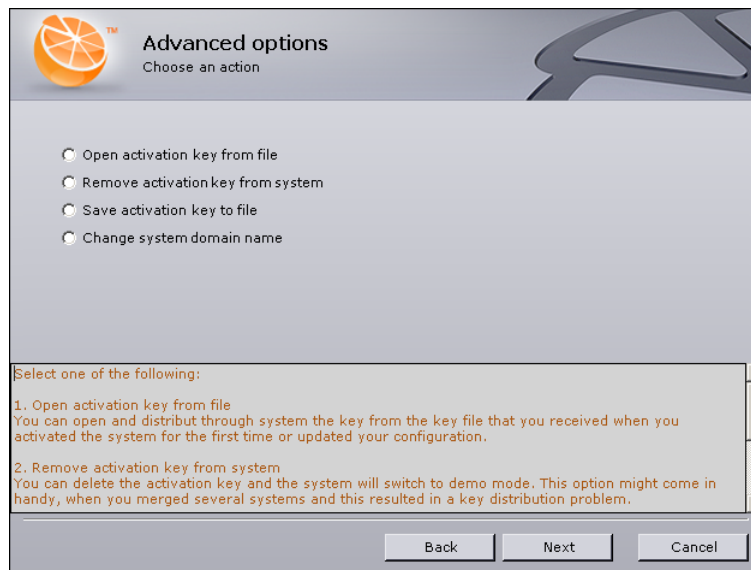 TM
Advanced options
Choose an action
Open activation key from file
Remove activation key from system
Save activation key to file
Change system domain name
Select one of the following:
1. Open activation key from file
You can open and distribut through system the key from the key file that you received when you
activated the system for the first time or updated your configuration.
2. Remove activation key from system
You can delete the activation key and the system will switch to demo mode. This option might come in
handy, when you merged several systems and this resulted in a key distribution problem.
Back Next Cancel